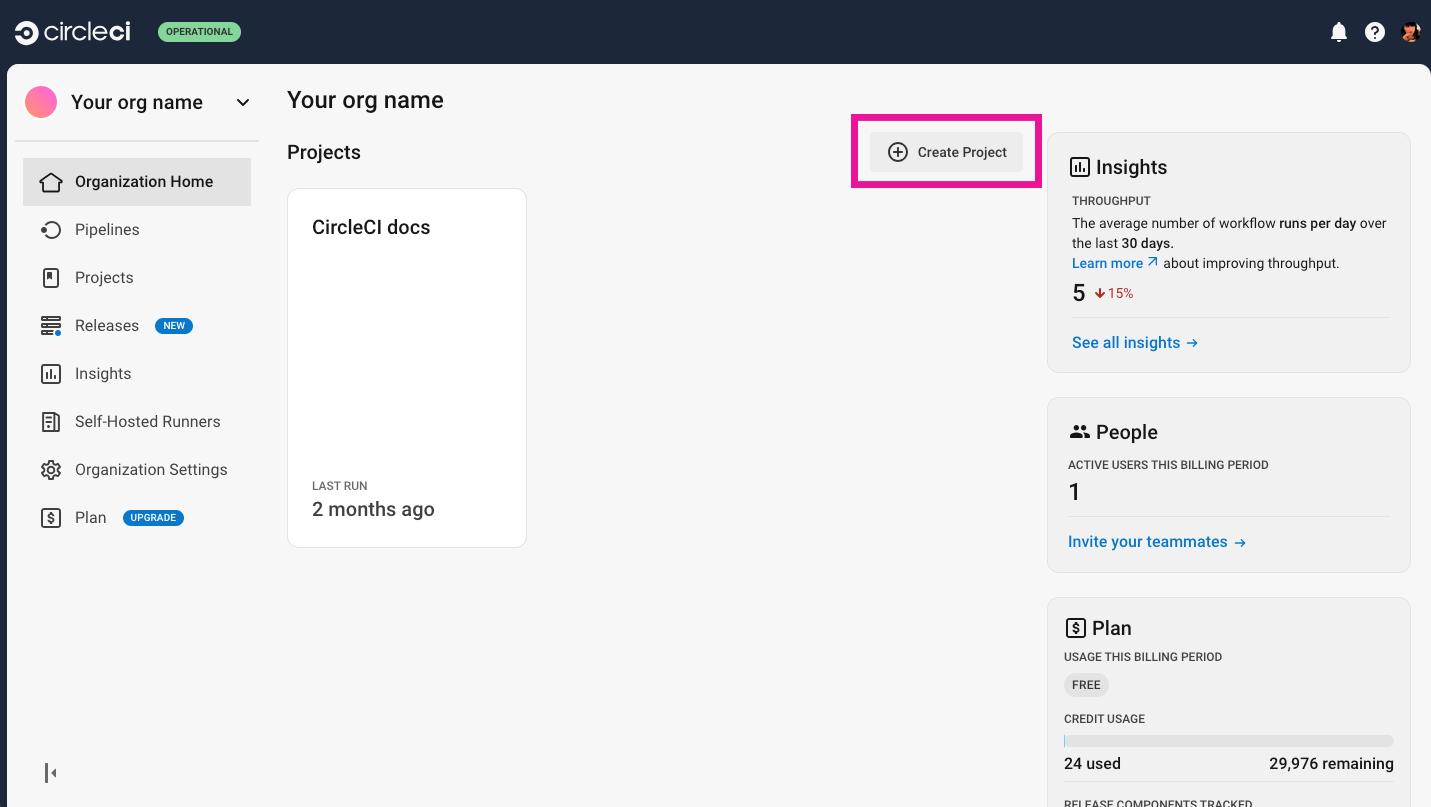 circleci
OPERATIONAL
Your org name
Organization Home
Pipelines
Projects
Releases NEW
Insights
Self-Hosted Runners
Organization Settings
Plan UPGRADE
Your org name
Projects
Create Project
CircleCI docs
LAST RUN
2 months ago
Insights
THROUGHPUT
The average number of workflow runs per day over
the last 30 days.
Learn more about improving throughput.
5 15%
See all insights
People
ACTIVE USERS THIS BILLING PERIOD
1
Invite your teammates
Plan
USAGE THIS BILLING PERIOD
FREE
CREDIT USAGE
24 used 29,976 remaining
RELEASE COMPONENTS TRACKED